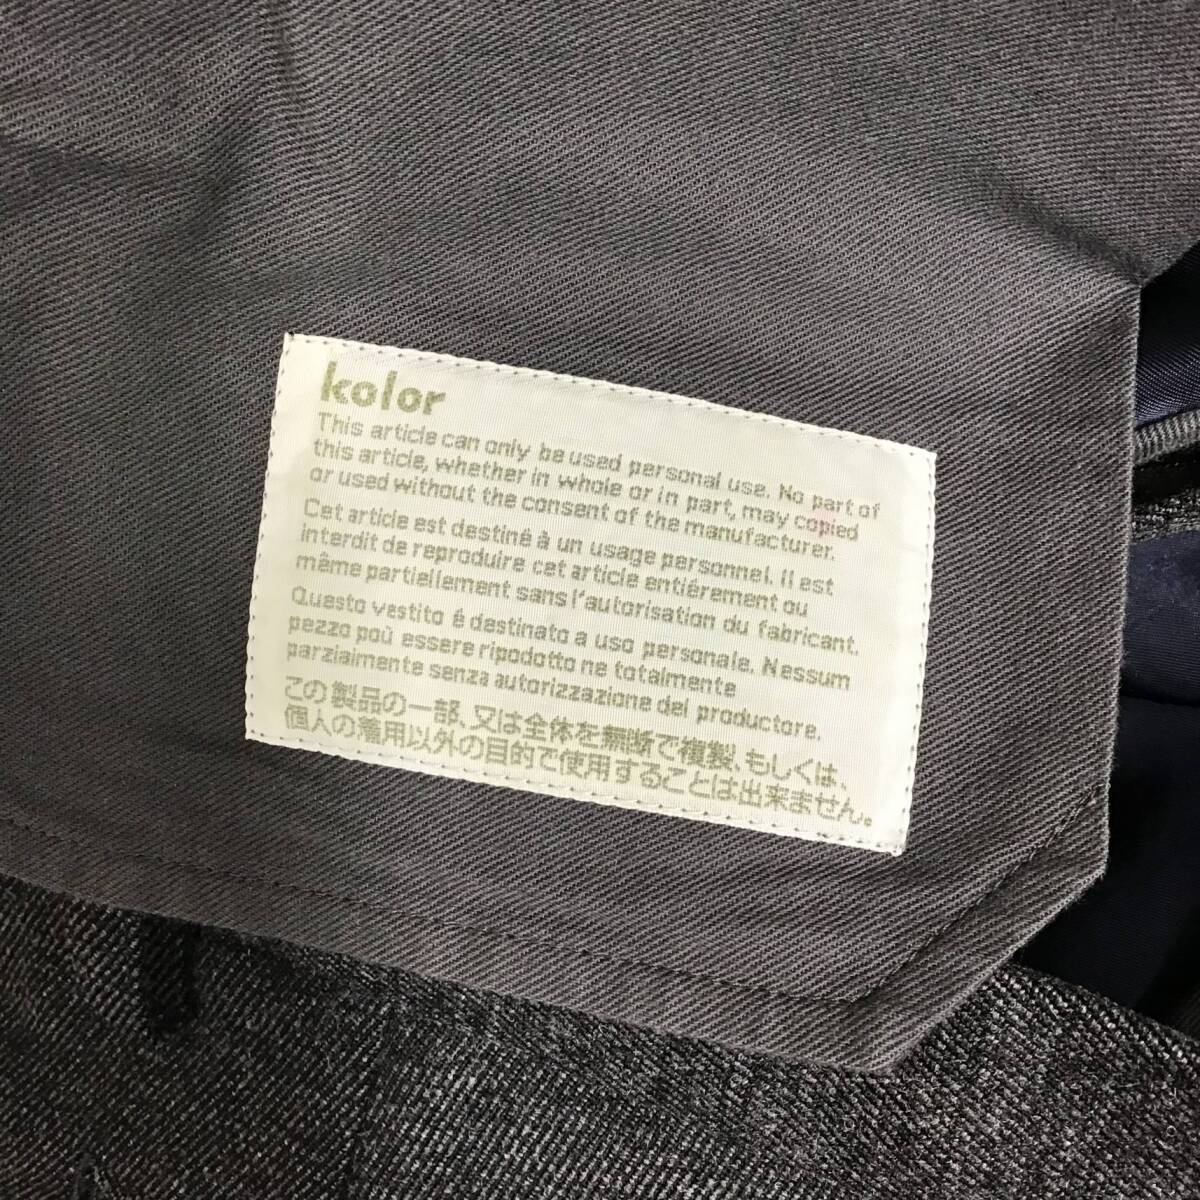 kolor
This article can only be used personal use. No part of
this article, whether in whole or in part, may copied
or used without the consent of the manufacturer.
Cet article est destiné à un usage personnel. Il est
interdit de reproduire cet article entiérement ou
même partiellement sans l'autorisation du fabricant.
Questo vestito é destinato a uso personale. Nessum
pezzo poù éssere ripodotto ne totalmente
parzialmente senza autorizzazione del productore.
この製品の一部、又は全体を無断で複製、もしくは、
個人の着用以外の目的で使用することは出来ません。